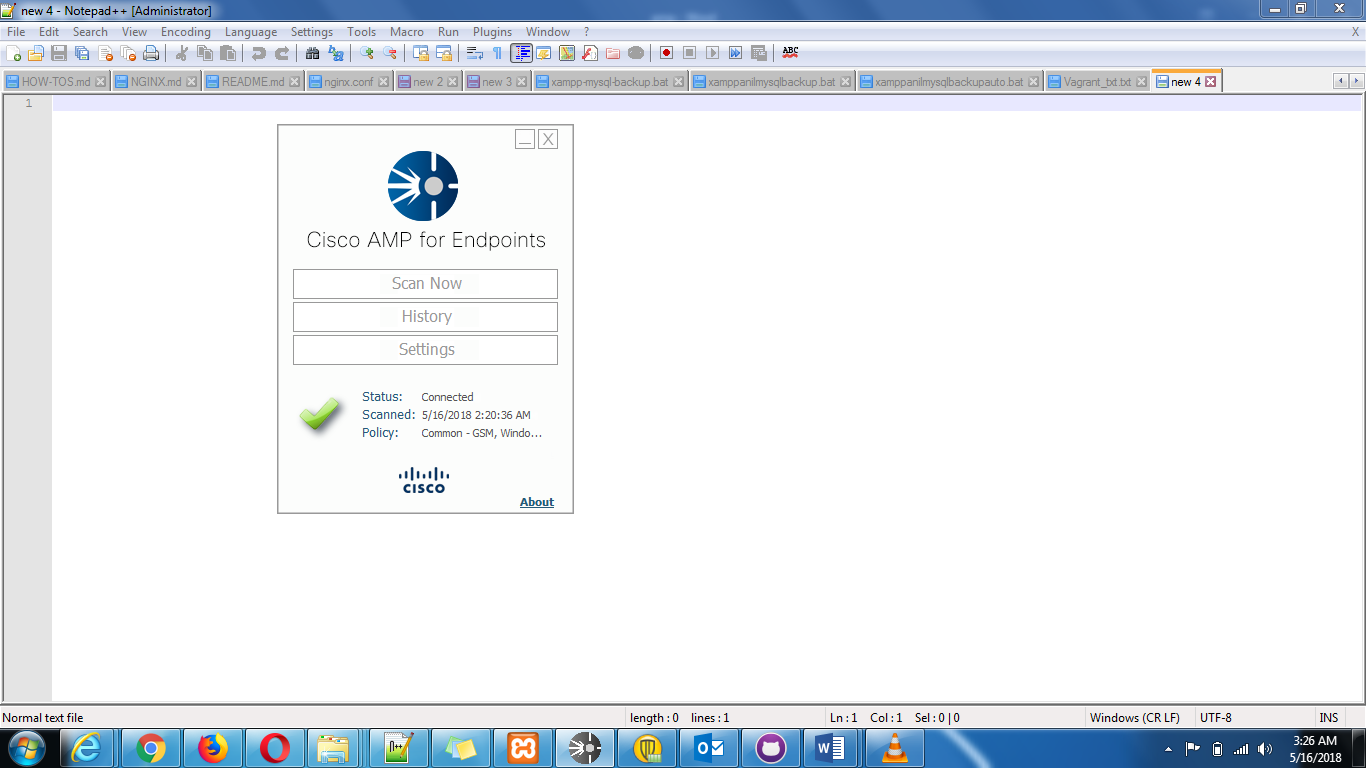 new 4 - Notepad++ [Administrator]
File Edit Search View Encoding Language Settings Tools Macro Run Plugins Window ? X
ABC
HOW-TOS.md NGINX.md README.md nginx.conf new 2 new 3 xampp-mysql-backup.bat xamppanilmysqlbackup.bat xamppanilmysqlbackupauto.bat Vagrant_txt.txt new 4
1
Cisco AMP for Endpoints
Scan Now
History
Settings
Status: Connected
Scanned: 5/16/2018 2:20:36 AM
Policy: Common - GSM, Windo...
CISCO
About
Normal text file length : 0 lines : 1 Ln : 1 Col : 1 Sel : 0 | 0 Windows (CR LF) UTF-8 INS
3:26 AM
5/16/2018